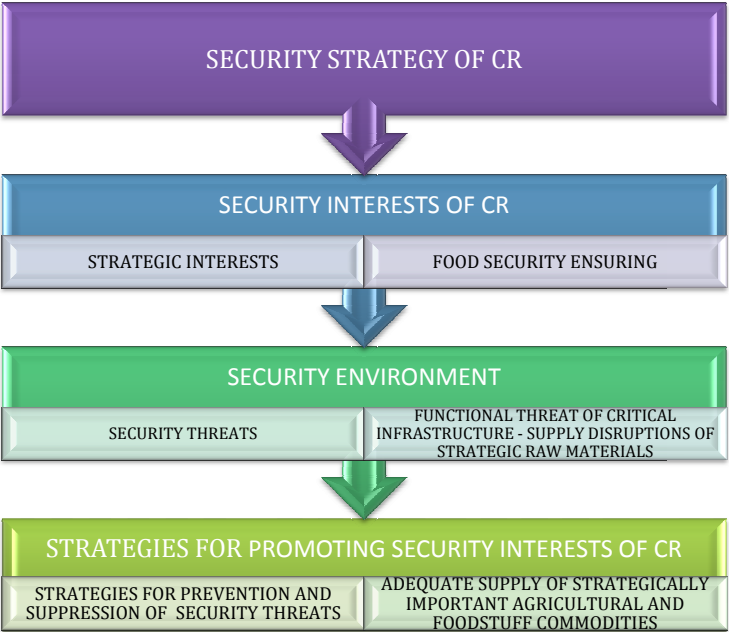 SECURITY STRATEGY OF CR
SECURITY INTERESTS OF CR
STRATEGIC INTERESTS
FOOD SECURITY ENSURING
SECURITY ENVIRONMENT
SECURITY THREATS
FUNCTIONAL THREAT OF CRITICAL
INFRASTRUCTURE - SUPPLY DISRUPTIONS OF
STRATEGIC RAW MATERIALS
STRATEGIES FOR PROMOTING SECURITY INTERESTS OF CR
STRATEGIES FOR PREVENTION AND
SUPPRESSION OF SECURITY THREATS
ADEQUATE SUPPLY OF STRATEGICALLY
IMPORTANT AGRICULTURAL AND
FOODSTUFF COMMODITIES